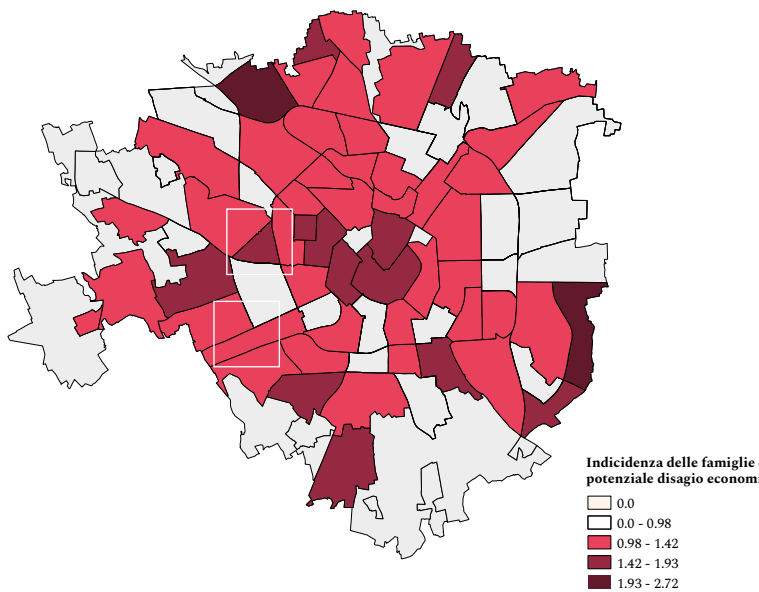 Indicidenza delle famiglie
potenziale disagio economi
0.0
0.0 - 0.98
0.98 - 1.42
1.42 - 1.93
1.93 - 2.72